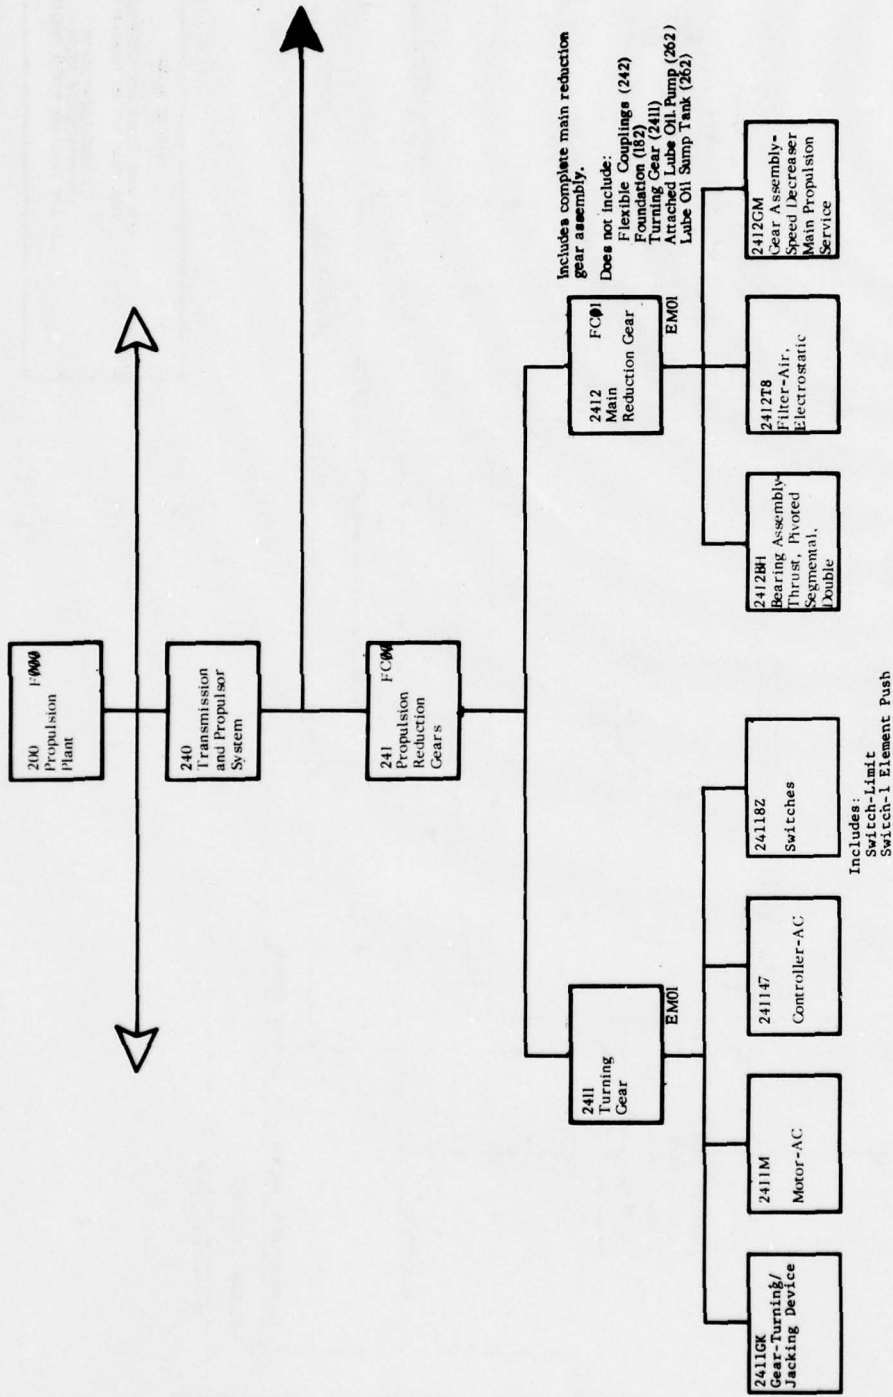 200 F000
Propulsion
Plant
240
Transmission
and Propulsor
System
241 FC00
Propulsion
Reduction
Gears
2411
Turning
Gear
EM01
2412 FC01
Main
Reduction Gear
EM01
Includes complete main reduction
gear assembly.
Does not include:
Flexible Couplings (242)
Foundation (182)
Turning Gear (2411)
Attached Lube Oil Pump (262)
Lube Oil Sump Tank (262)
2411GK
Gear-Turning/
Jacking Device
2411M
Motor-AC
241147
Controller-AC
24118Z
Switches
Includes:
Switch-Limit
Switch-1 Element Push
2412BH
Bearing Assembly-
Thrust, Pivoted
Segmental,
Double
2412T8
Filter-Air,
Electrostatic
2412GM
Gear Assembly-
Speed Decreaser
Main Propulsion
Service